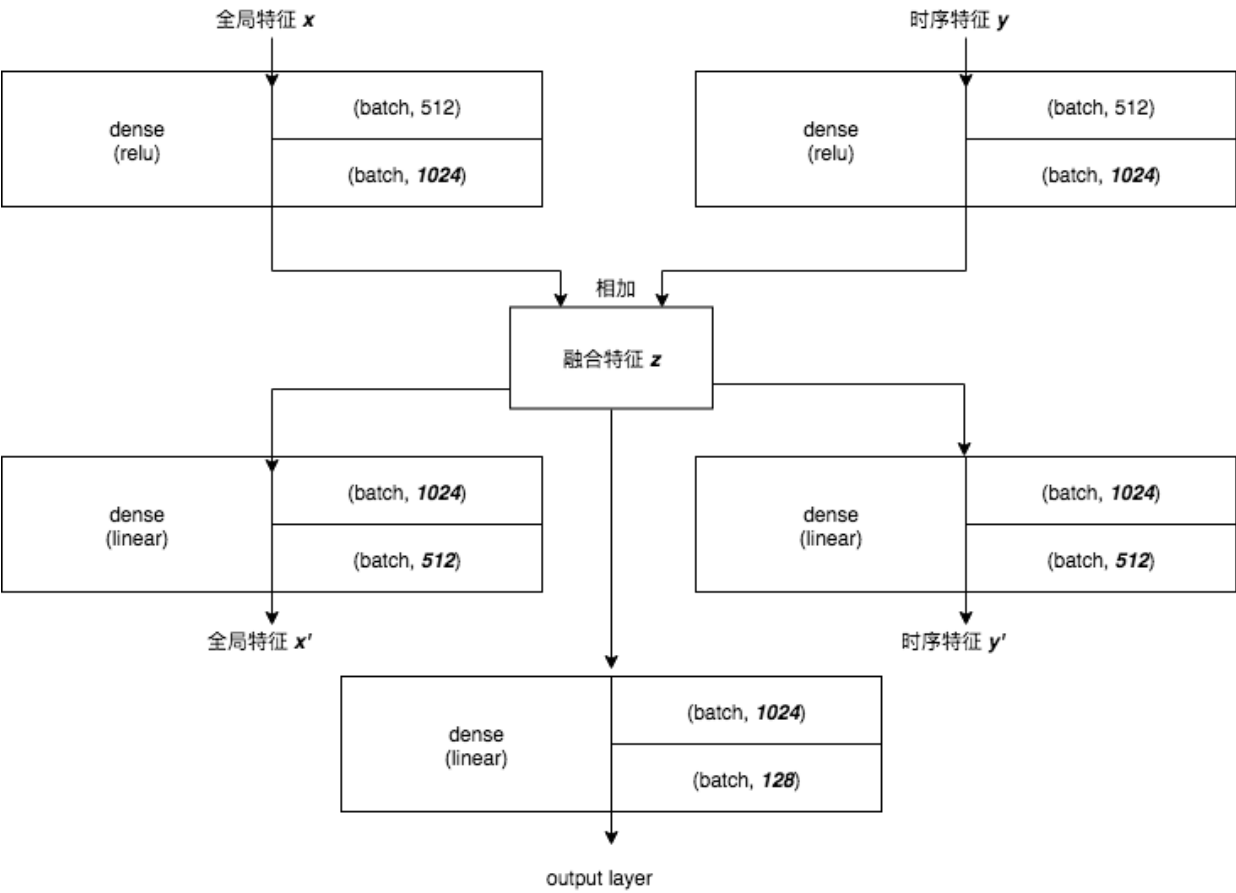 全局特征 x
时序特征 y
dense
(relu)
(batch, 512)
(batch, 1024)
dense
(relu)
(batch, 512)
(batch, 1024)
相加
融合特征 z
dense
(linear)
(batch, 1024)
(batch, 512)
dense
(linear)
(batch, 1024)
(batch, 512)
全局特征 x'
时序特征 y'
dense
(linear)
(batch, 1024)
(batch, 128)
output layer